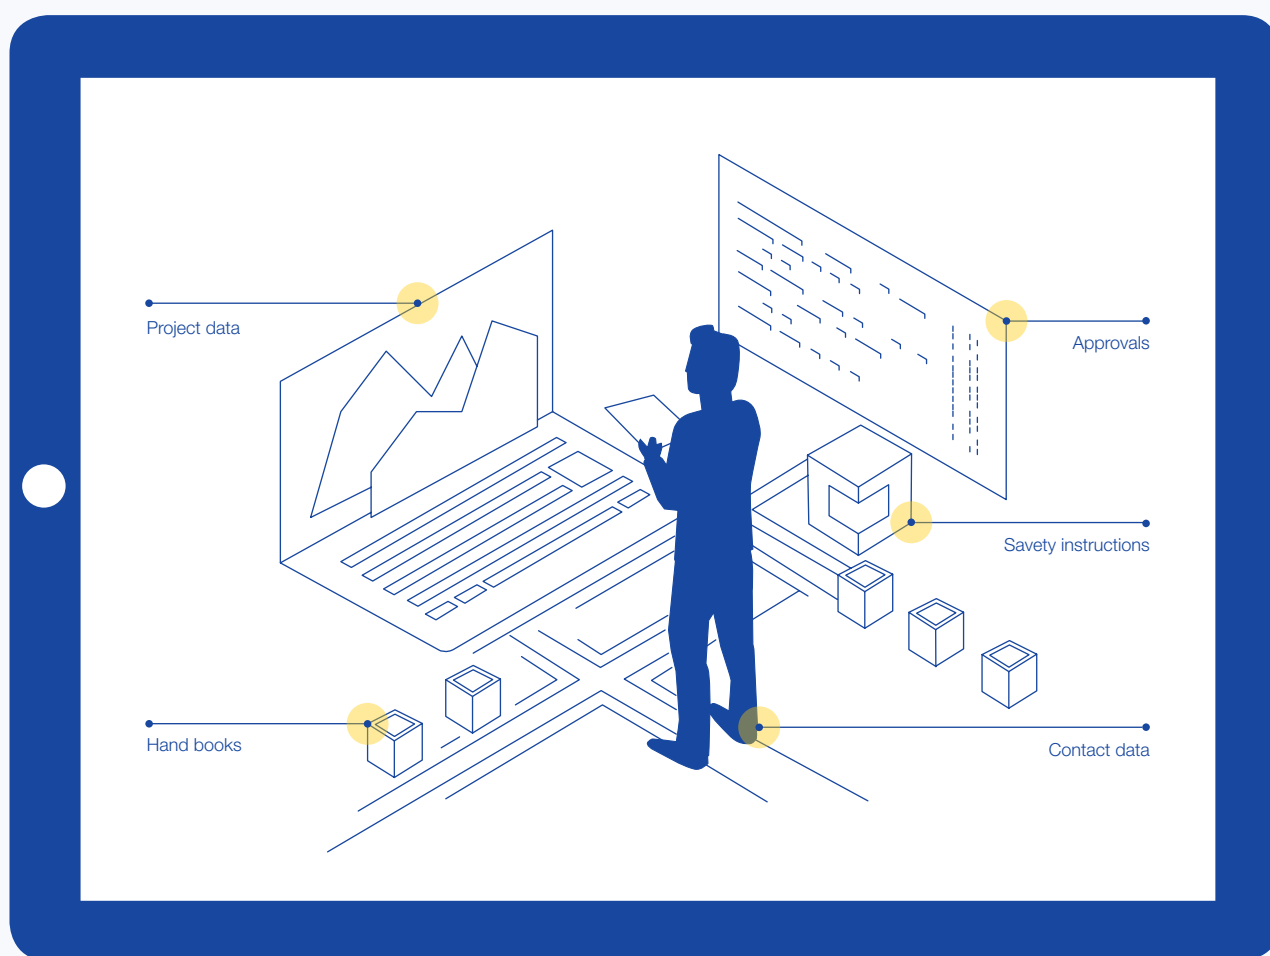 Project data
Approvals
Savety instructions
Hand books
Contact data